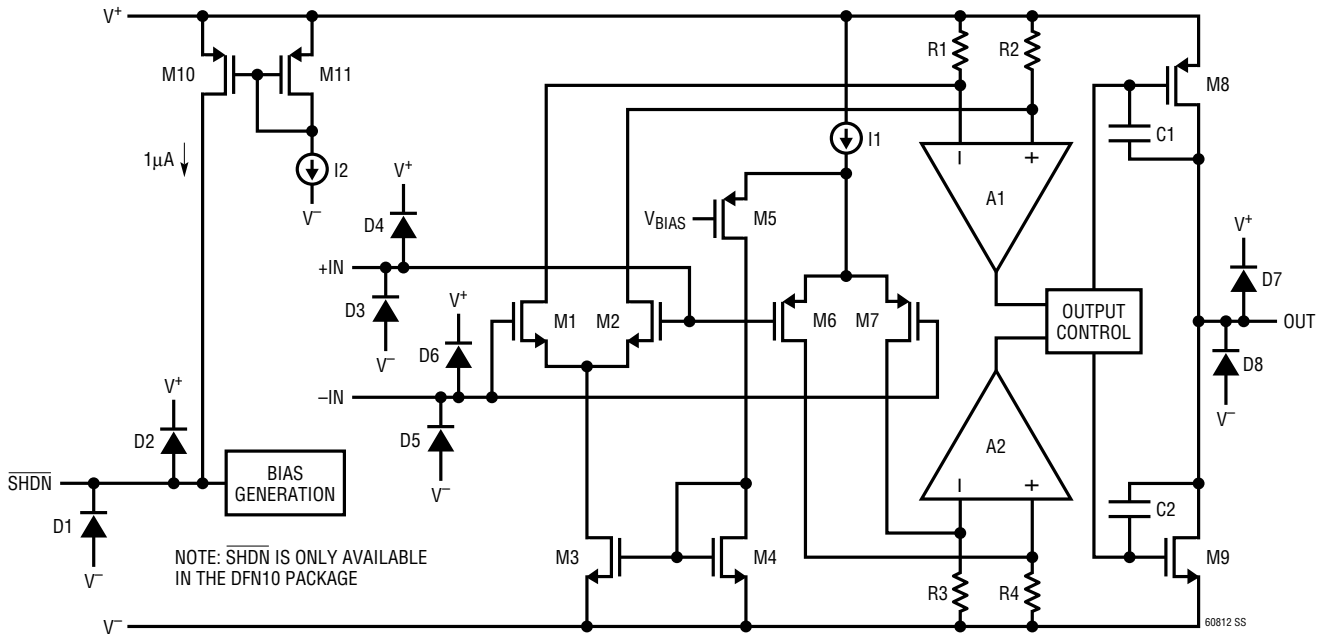 V+
M10
M11
1µA
I2
V–
R1
R2
I1
A1
M8
C1
V+
D4
+IN
D3
V–
V+
D6
–IN
D5
V–
VBIAS
M5
M1
M2
M6
M7
OUTPUT
CONTROL
V+
D7
OUT
D8
V–
A2
V+
D2
SHDN
D1
V–
BIAS
GENERATION
NOTE: SHDN IS ONLY AVAILABLE
IN THE DFN10 PACKAGE
M3
M4
R3
R4
C2
M9
V–
– +
– +
60812 SS